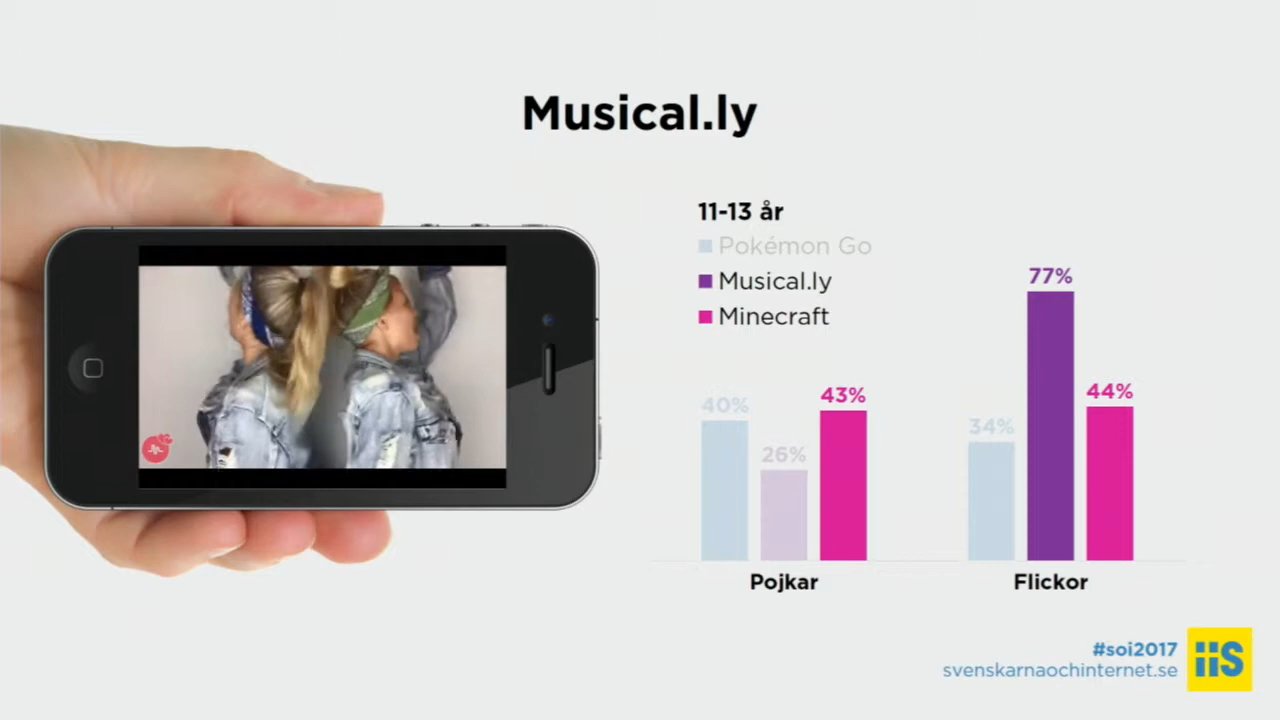 Musical.ly
11-13 år
Pokémon Go
Musical.ly
Minecraft
40%
26%
43%
34%
77%
44%
Pojkar
Flickor
#soi2017
svenskarnaochinternet.se
iis